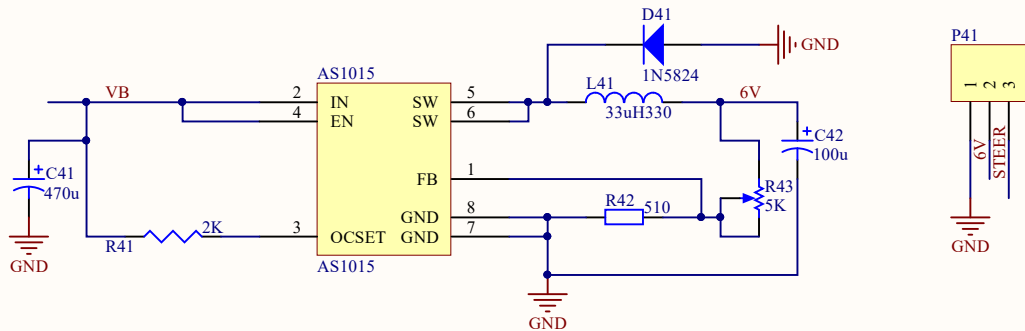 D41
GND
1N5824
P41
AS1015
VB
2
IN
SW
5
L41
6V
4
EN
SW
6
33uH330
C42
100u
1
2
3
6V
STEER
C41
470u
FB
1
R43
5K
R42
510
GND
8
R41
2K
3
OCSET
GND
7
GND
AS1015
GND
GND